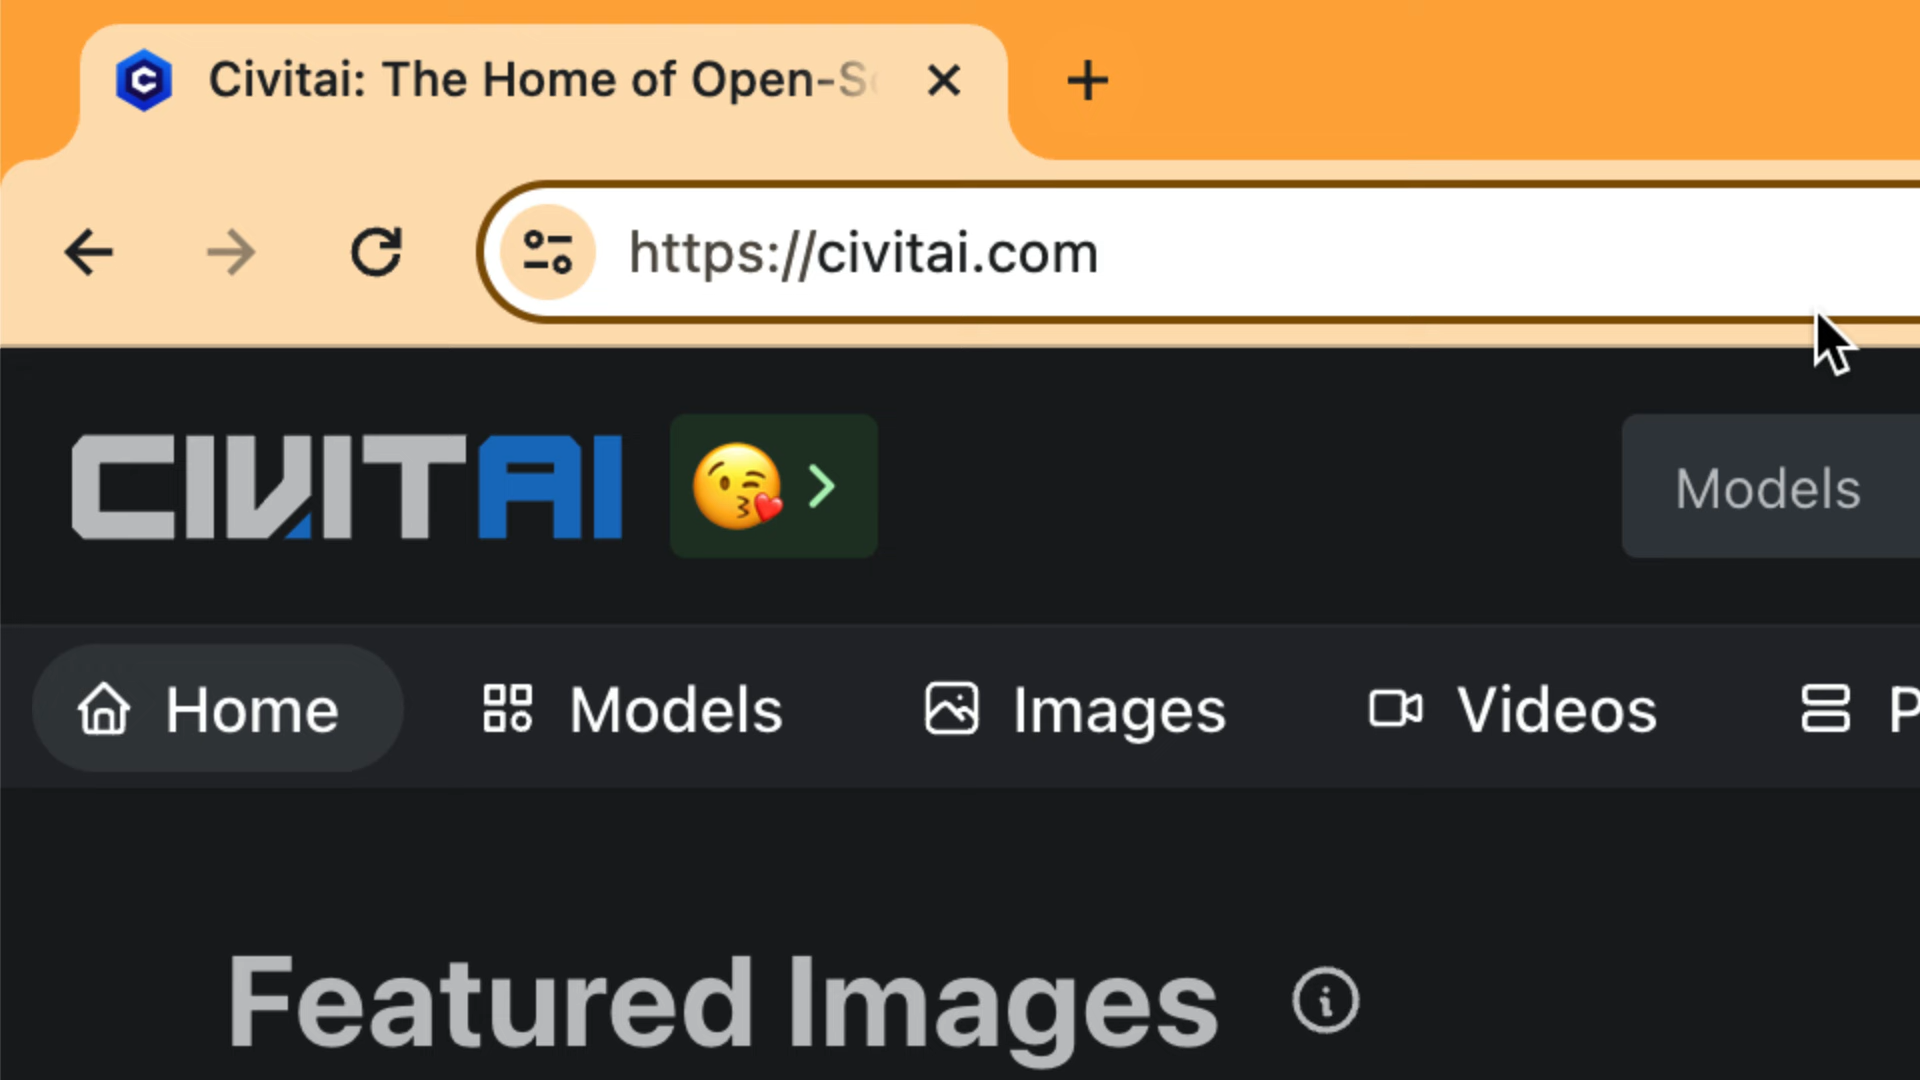 Civitai: The Home of Open-S
https://civitai.com
CIVITAI
Models
Home
Models
Images
Videos
P
Featured Images